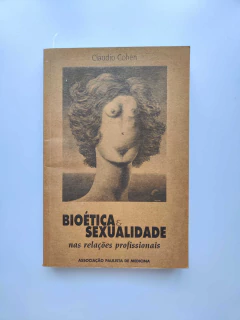 Claudio Cohen
BIOÉTICA &
SEXUALIDADE
nas relações profissionais
ASSOCIAÇÃO PAULISTA DE MEDICINA